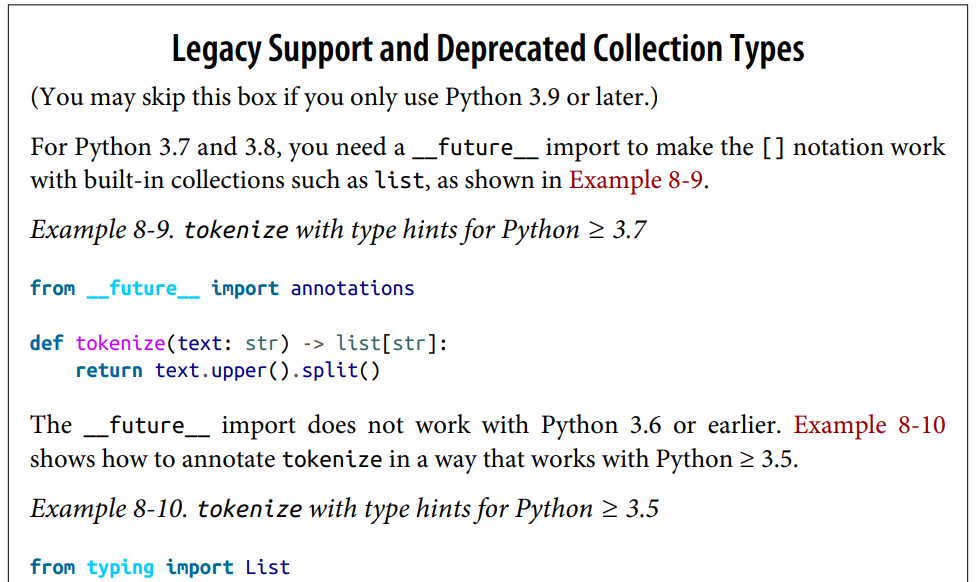 Legacy Support and Deprecated Collection Types
(You may skip this box if you only use Python 3.9 or later.)
For Python 3.7 and 3.8, you need a __future__ import to make the [] notation work
with built-in collections such as list, as shown in Example 8-9.
Example 8-9. tokenize with type hints for Python ≥ 3.7
from __future__ import annotations
def tokenize(text: str) -> list[str]:
    return text.upper().split()
The __future__ import does not work with Python 3.6 or earlier. Example 8-10
shows how to annotate tokenize in a way that works with Python ≥ 3.5.
Example 8-10. tokenize with type hints for Python ≥ 3.5
from typing import List